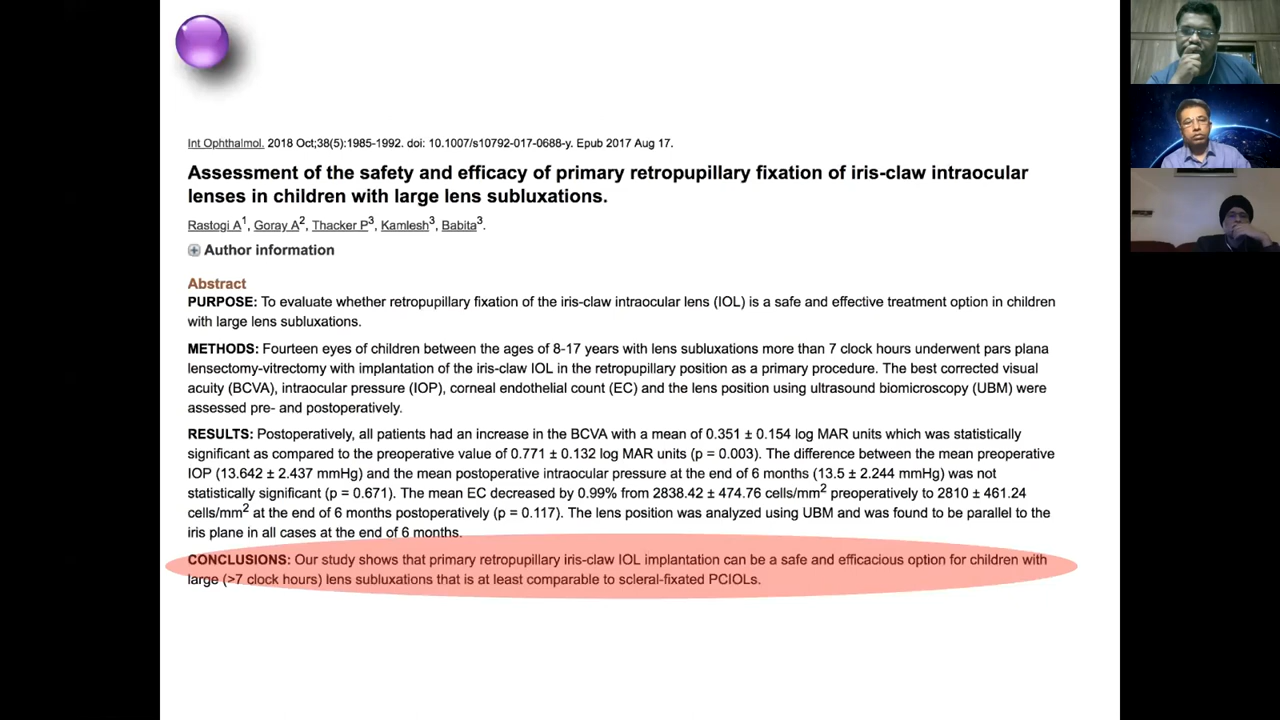 Int Ophthalmol. 2018 Oct;38(5):1985-1992. doi: 10.1007/s10792-017-0688-y. Epub 2017 Aug 17.
Assessment of the safety and efficacy of primary retropupillary fixation of iris-claw intraocular
lenses in children with large lens subluxations.
Rastogi A1, Goray A2, Thacker P3, Kamlesh3, Babita3.
Author information
Abstract
PURPOSE: To evaluate whether retropupillary fixation of the iris-claw intraocular lens (IOL) is a safe and effective treatment option in children
with large lens subluxations.
METHODS: Fourteen eyes of children between the ages of 8-17 years with lens subluxations more than 7 clock hours underwent pars plana
lensectomy-vitrectomy with implantation of the iris-claw IOL in the retropupillary position as a primary procedure. The best corrected visual
acuity (BCVA), intraocular pressure (IOP), corneal endothelial count (EC) and the lens position using ultrasound biomicroscopy (UBM) were
assessed pre- and postoperatively.
RESULTS: Postoperatively, all patients had an increase in the BCVA with a mean of 0.351 ± 0.154 log MAR units which was statistically
significant as compared to the preoperative value of 0.771 ± 0.132 log MAR units (p = 0.003). The difference between the mean preoperative
IOP (13.642 ± 2.437 mmHg) and the mean postoperative intraocular pressure at the end of 6 months (13.5 ± 2.244 mmHg) was not
statistically significant (p = 0.671). The mean EC decreased by 0.99% from 2838.42 ± 474.76 cells/mm2 preoperatively to 2810 ± 461.24
cells/mm2 at the end of 6 months postoperatively (p = 0.117). The lens position was analyzed using UBM and was found to be parallel to the
iris plane in all cases at the end of 6 months.
CONCLUSIONS: Our study shows that primary retropupillary iris-claw IOL implantation can be a safe and efficacious option for children with
large (>7 clock hours) lens subluxations that is at least comparable to scleral-fixated PCIOLs.